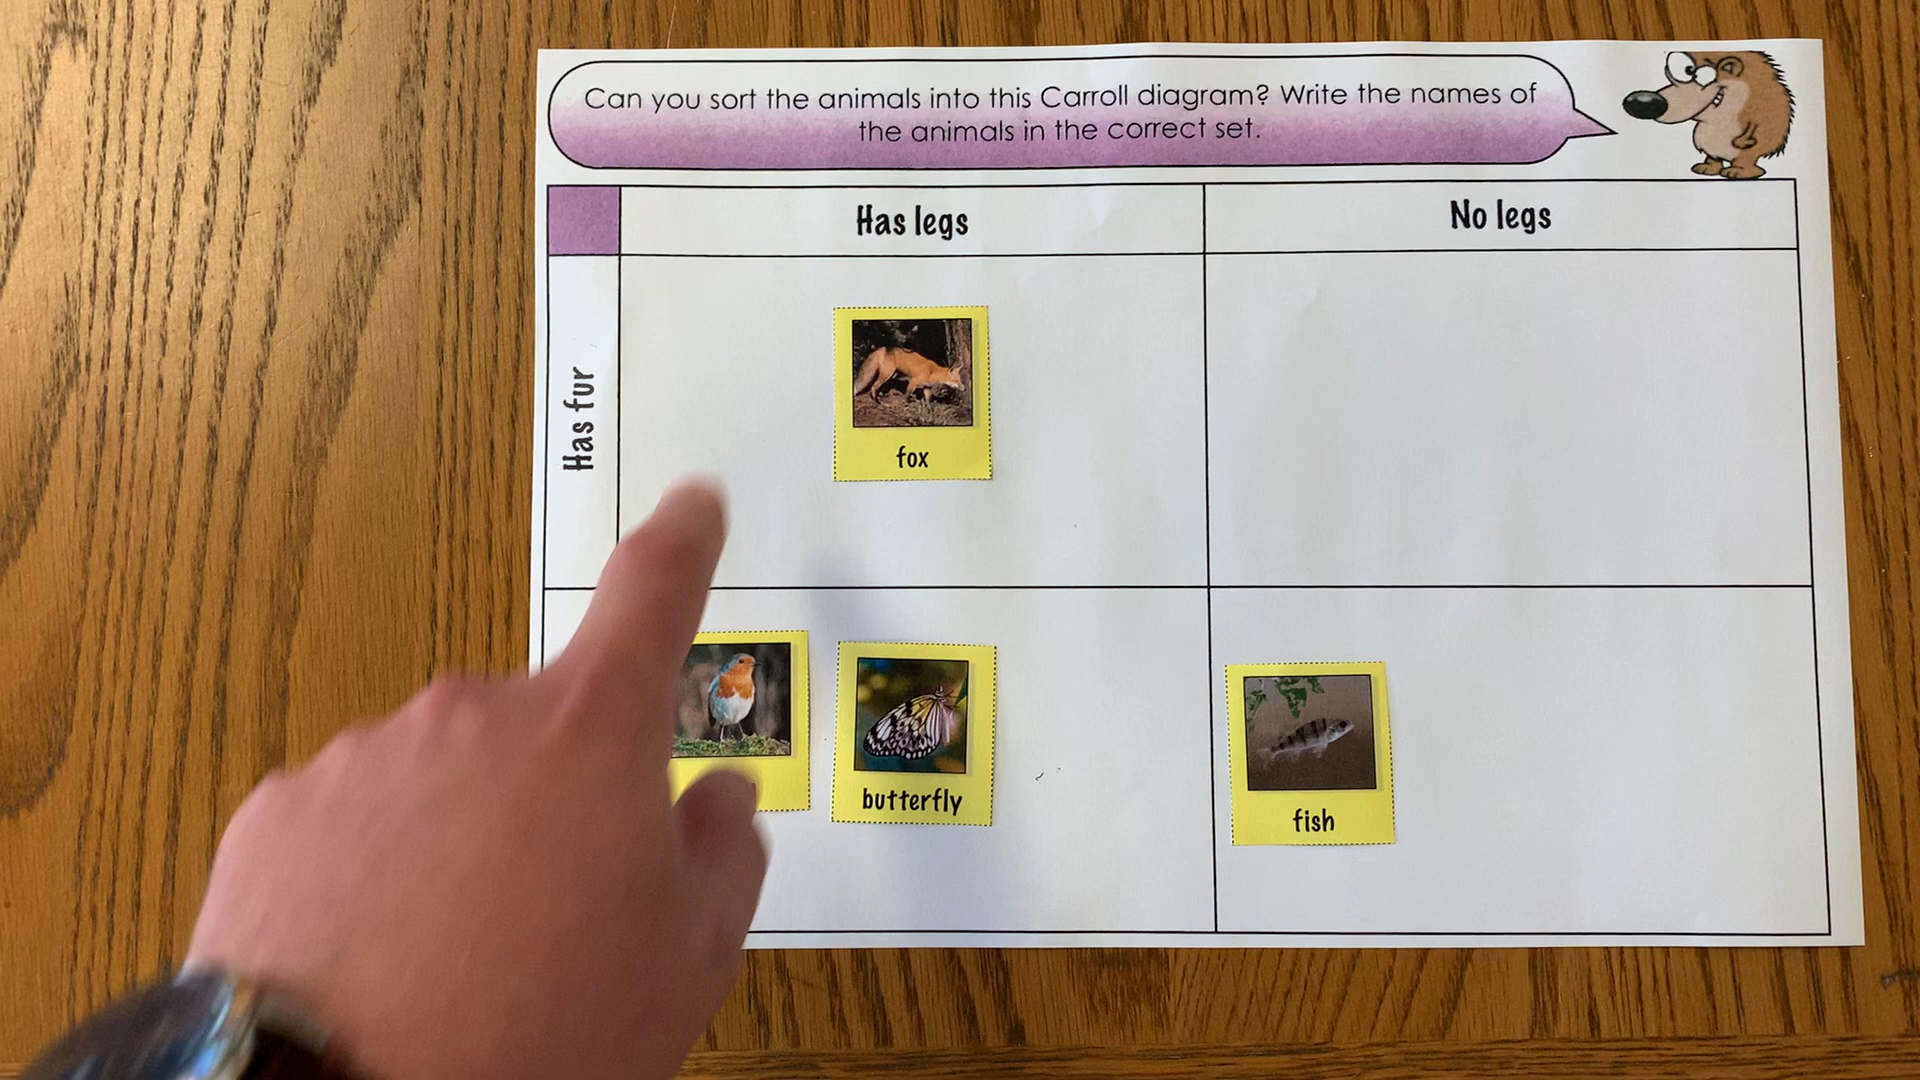 Can you sort the animals into this Carroll diagram? Write the names of
the animals in the correct set.
Has legs
No legs
Has fur
fox
butterfly
fish